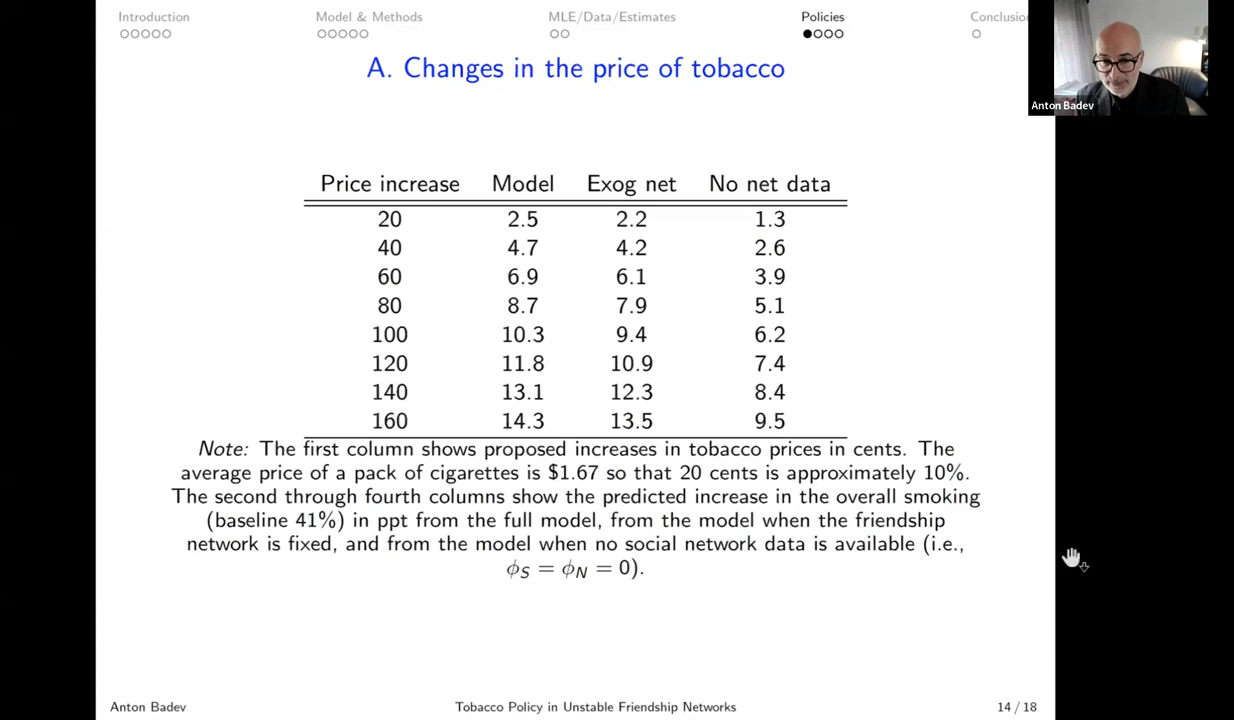 Introduction Model & Methods MLE/Data/Estimates Policies Conclusion
A. Changes in the price of tobacco
Anton Badev
Price increase Model Exog net No net data
20 2.5 2.2 1.3
40 4.7 4.2 2.6
60 6.9 6.1 3.9
80 8.7 7.9 5.1
100 10.3 9.4 6.2
120 11.8 10.9 7.4
140 13.1 12.3 8.4
160 14.3 13.5 9.5
Note: The first column shows proposed increases in tobacco prices in cents. The
average price of a pack of cigarettes is $1.67 so that 20 cents is approximately 10%.
The second through fourth columns show the predicted increase in the overall smoking
(baseline 41%) in ppt from the full model, from the model when the friendship
network is fixed, and from the model when no social network data is available (i.e.,
ϕS = ϕN = 0).
Anton Badev Tobacco Policy in Unstable Friendship Networks 14 / 18